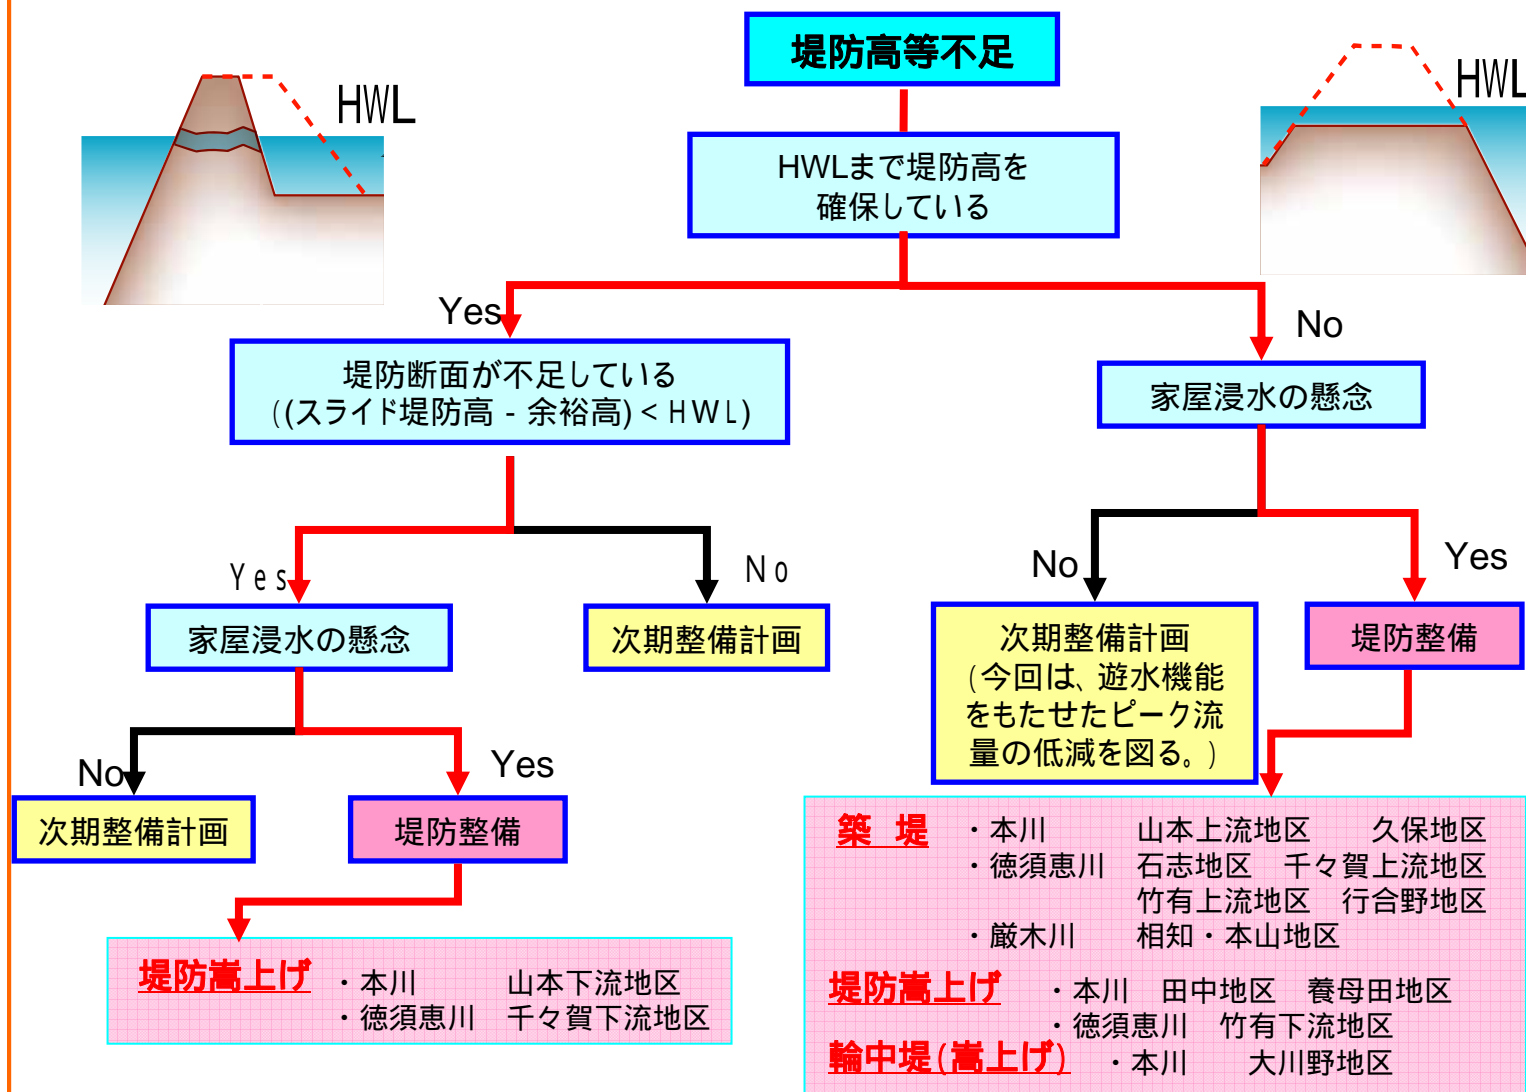 堤防高等不足
HWL
HWL
HWLまで堤防高を
確保している
Yes
No
堤防断面が不足している
((スライド堤防高 - 余裕高) < HWL)
家屋浸水の懸念
Yes
No
No
Yes
家屋浸水の懸念
次期整備計画
次期整備計画
(今回は、遊水機能
をもたせたピーク流
量の低減を図る。)
堤防整備
No
Yes
次期整備計画
堤防整備
築 堤 ・本川 山本上流地区 久保地区
・徳須恵川 石志地区 千々賀上流地区
竹有上流地区 行合野地区
・厳木川 相知・本山地区
堤防嵩上げ ・本川 田中地区 養母田地区
・徳須恵川 竹有下流地区
輪中堤(嵩上げ) ・本川 大川野地区
堤防嵩上げ ・本川 山本下流地区
・徳須恵川 千々賀下流地区